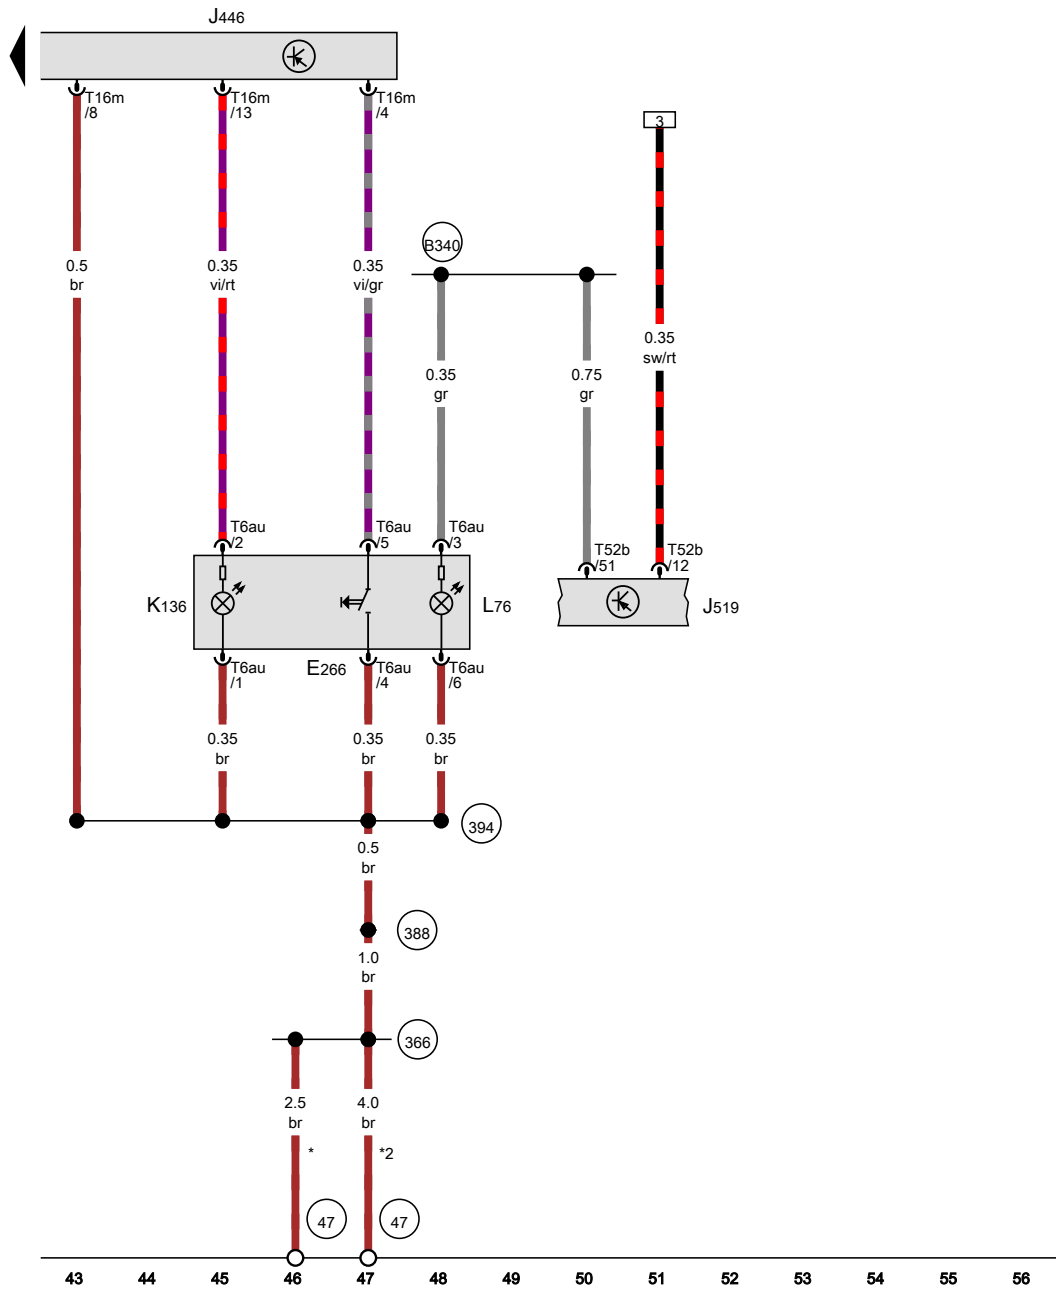 J446
T16m
/8
T16m
/13
T16m
/4
3
B340
0.5
br
0.35
vi/rt
0.35
vi/gr
0.35
sw/rt
0.35
gr
0.75
gr
T6au
/2
T6au
/5
T6au
/3
T52b
/51
T52b
/12
K136
L76
J519
E266
T6au
/1
T6au
/4
T6au
/6
0.35
br
0.35
br
0.35
br
394
0.5
br
388
1.0
br
366
2.5
br
4.0
br
*
*2
47
47
43 44 45 46 47 48 49 50 51 52 53 54 55 56